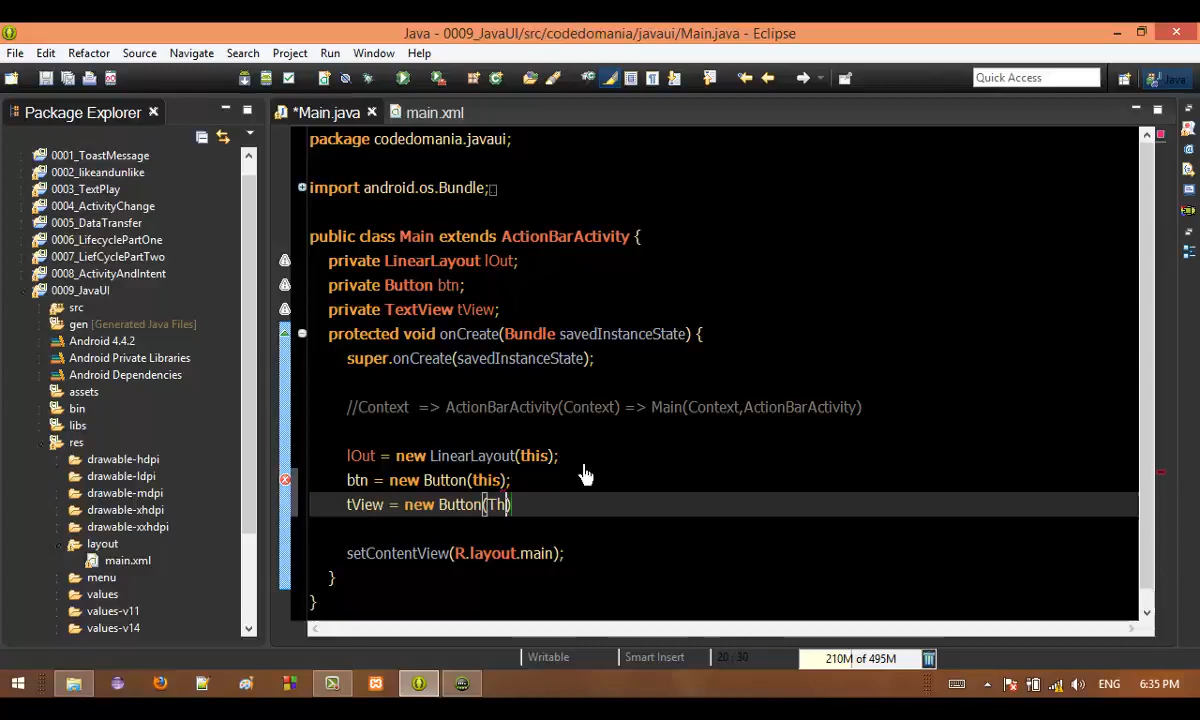 Java - 0009_JavaUI/src/codedomania/javaui/Main.java - Eclipse
File Edit Refactor Source Navigate Search Project Run Window Help
Quick Access
Java
Package Explorer
*Main.java
main.xml
0001_ToastMessage
0002_likeandunlike
0003_TextPlay
0004_ActivityChange
0005_DataTransfer
0006_LifecyclePartOne
0007_LiefCyclePartTwo
0008_ActivityAndIntent
0009_JavaUI
src
gen [Generated Java Files]
Android 4.4.2
Android Private Libraries
Android Dependencies
assets
bin
libs
res
drawable-hdpi
drawable-ldpi
drawable-mdpi
drawable-xhdpi
drawable-xxhdpi
layout
main.xml
menu
values
values-v11
values-v14
package codedomania.javaui;
import android.os.Bundle;
public class Main extends ActionBarActivity {
private LinearLayout lOut;
private Button btn;
private TextView tView;
protected void onCreate(Bundle savedInstanceState) {
super.onCreate(savedInstanceState);
//Context => ActionBarActivity(Context) => Main(Context,ActionBarActivity)
lOut = new LinearLayout(this);
btn = new Button(this);
tView = new Button(Th)
setContentView(R.layout.main);
}
}
Writable
Smart Insert
20 : 30
210M of 495M
ENG
6:35 PM